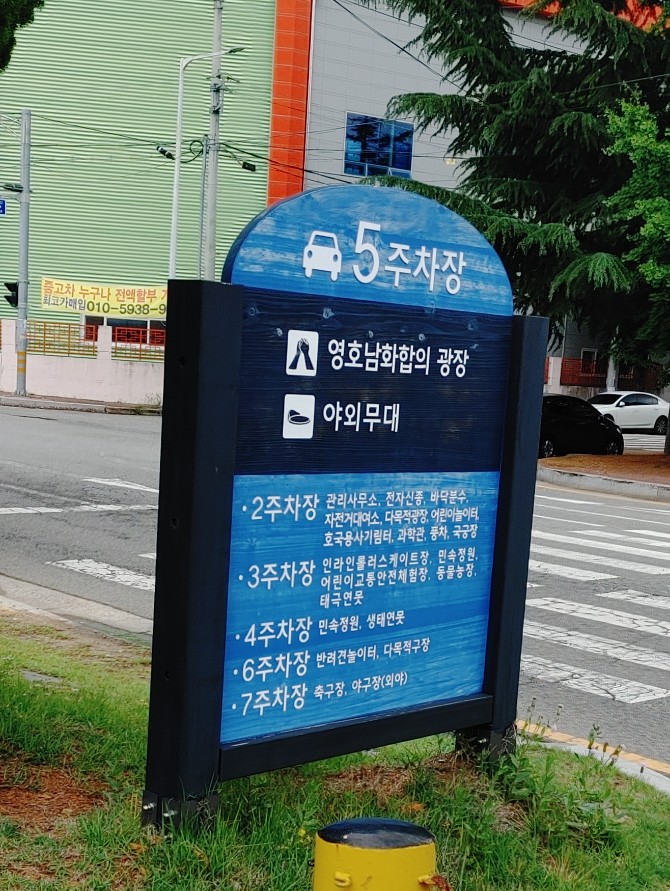 5주차장
영호남화합의 광장
야외무대
·2주차장 관리사무소, 전자신종, 바닥분수,
자전거대여소, 다목적광장, 어린이놀이터,
호국용사기림터, 과학관, 풍차, 국궁장
·3주차장 인라인롤러스케이트장, 민속정원,
어린이교통안전체험장, 동물농장,
태극연못
·4주차장 민속정원, 생태연못
·6주차장 반려견놀이터, 다목적구장
·7주차장 축구장, 야구장(외야)
중고차 누구나 전액할부
최고가매입 010-5938-